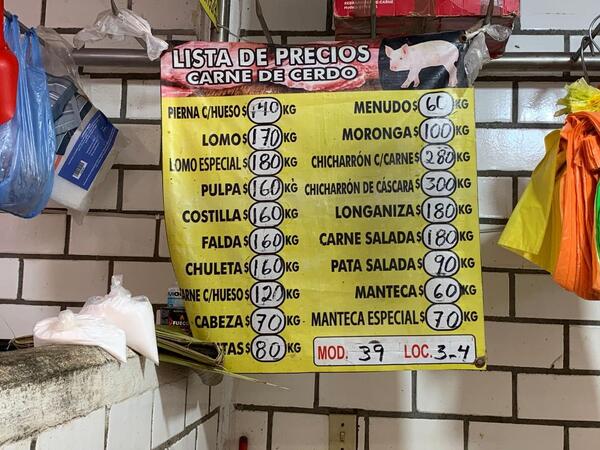 LISTA DE PRECIOS
CARNE DE CERDO
PIERNA C/HUESO $ 140 KG
LOMO $ 170 KG
LOMO ESPECIAL $ 180 KG
PULPA $ 160 KG
COSTILLA $ 160 KG
FALDA $ 160 KG
CHULETA $ 160 KG
ARNE C/HUESO $ 120 KG
CABEZA $ 70 KG
TAS $ 80 KG
MENUDO $ 60 KG
MORONGA $ 100 KG
CHICHARRÓN C/CARNE $ 280 KG
CHICHARRÓN DE CÁSCARA $ 300 KG
LONGANIZA $ 180 KG
CARNE SALADA $ 180 KG
PATA SALADA $ 90 KG
MANTECA $ 60 KG
MANTECA ESPECIAL $ 70 KG
MOD. 39 LOC. 3-4